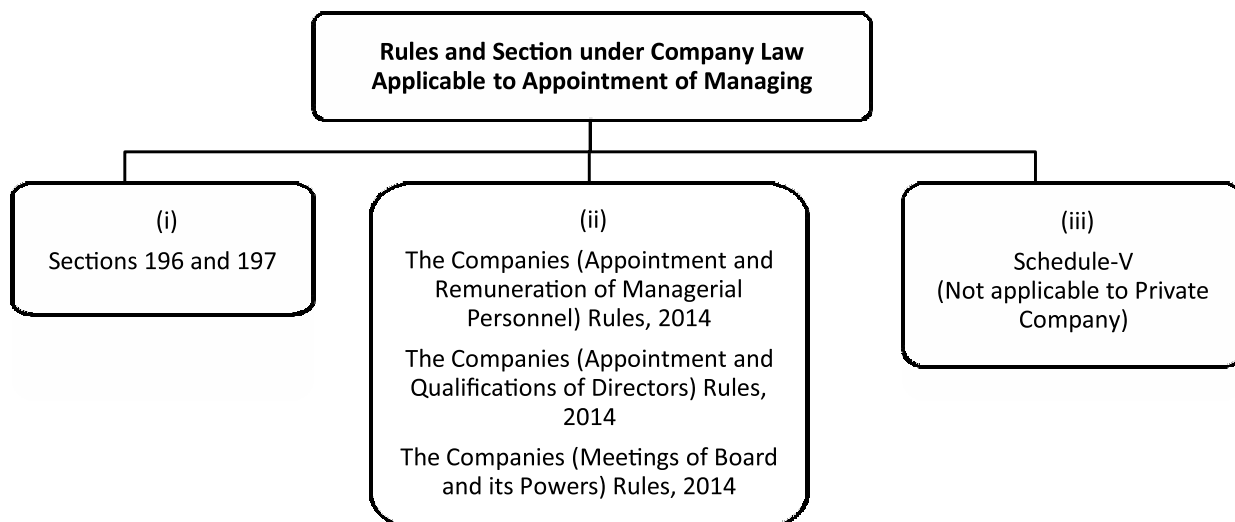 Rules and Section under Company Law
Applicable to Appointment of Managing
(i)
Sections 196 and 197
(ii)
The Companies (Appointment and
Remuneration of Managerial
Personnel) Rules, 2014
The Companies (Appointment and
Qualifications of Directors) Rules,
2014
The Companies (Meetings of Board
and its Powers) Rules, 2014
(iii)
Schedule-V
(Not applicable to Private
Company)